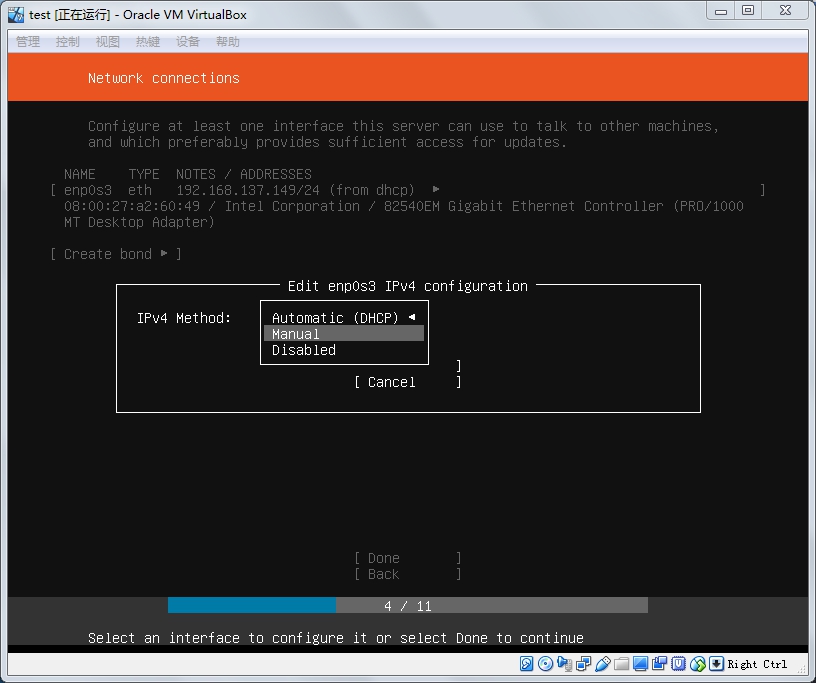 test [正在运行] - Oracle VM VirtualBox
管理 控制 视图 热键 设备 帮助
Network connections
Configure at least one interface this server can use to talk to other machines,
and which preferably provides sufficient access for updates.
NAME TYPE NOTES / ADDRESSES
[ enp0s3 eth 192.168.137.149/24 (from dhcp) ▸ ]
08:00:27:a2:60:49 / Intel Corporation / 82540EM Gigabit Ethernet Controller (PRO/1000
MT Desktop Adapter)
[ Create bond ▸ ]
Edit enp0s3 IPv4 configuration
IPv4 Method: Automatic (DHCP) ◂
Manual
Disabled
]
[ Cancel ]
[ Done ]
[ Back ]
4 / 11
Select an interface to configure it or select Done to continue
Right Ctrl